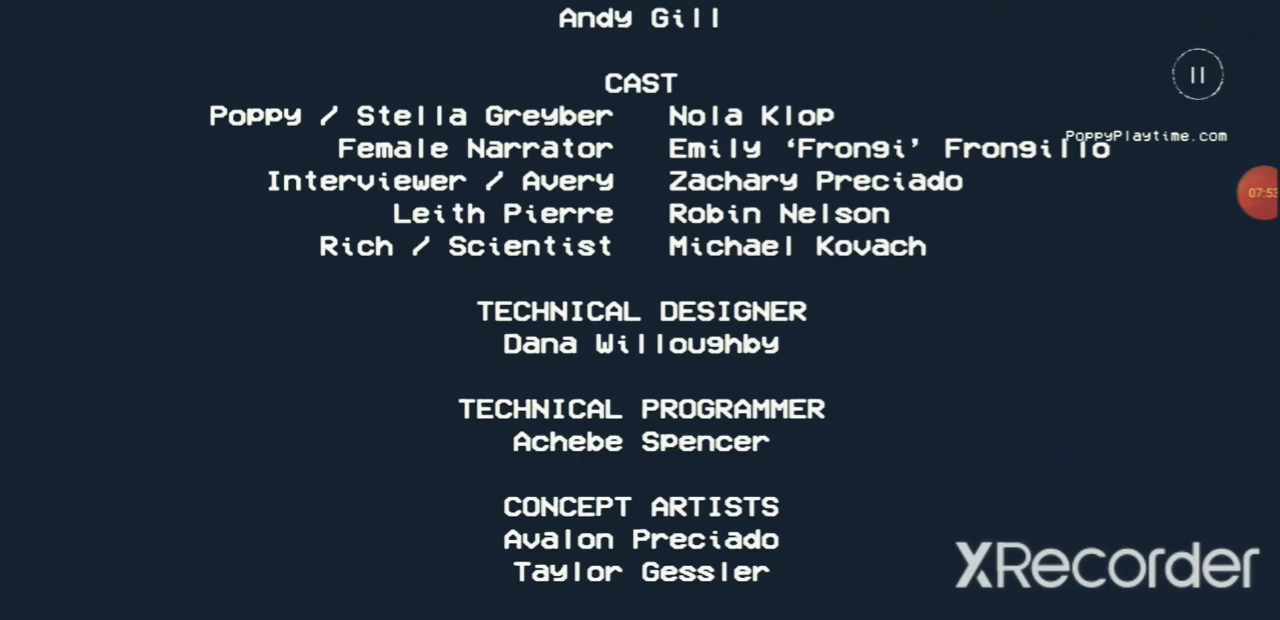 Andy Gill
CAST
Poppy / Stella Greyber Nola Klop
PoppyPlaytime.com
Female Narrator Emily ‘Frongi’ Frongillo
Interviewer / Avery Zachary Preciado
07:53
Leith Pierre Robin Nelson
Rich / Scientist Michael Kovach
TECHNICAL DESIGNER
Dana Willoughby
TECHNICAL PROGRAMMER
Achebe Spencer
CONCEPT ARTISTS
Avalon Preciado
Taylor Gessler
XRecorder